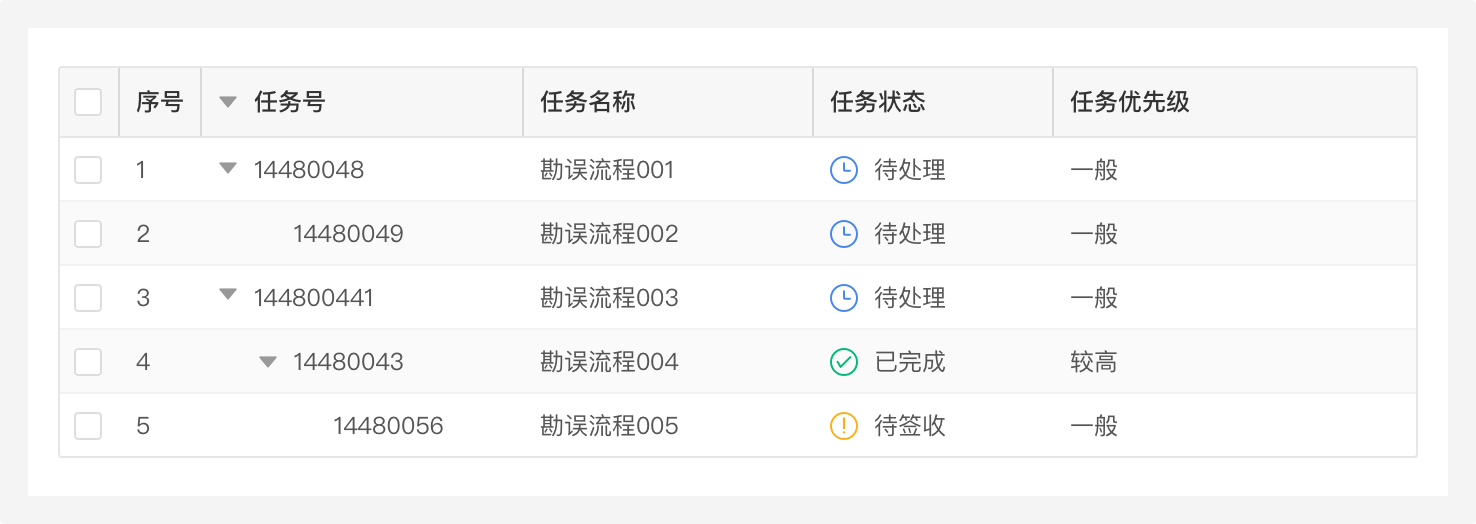 序号 任务号 任务名称 任务状态 任务优先级
1 14480048 勘误流程001 待处理 一般
2 14480049 勘误流程002 待处理 一般
3 144800441 勘误流程003 待处理 一般
4 14480043 勘误流程004 已完成 较高
5 14480056 勘误流程005 待签收 一般